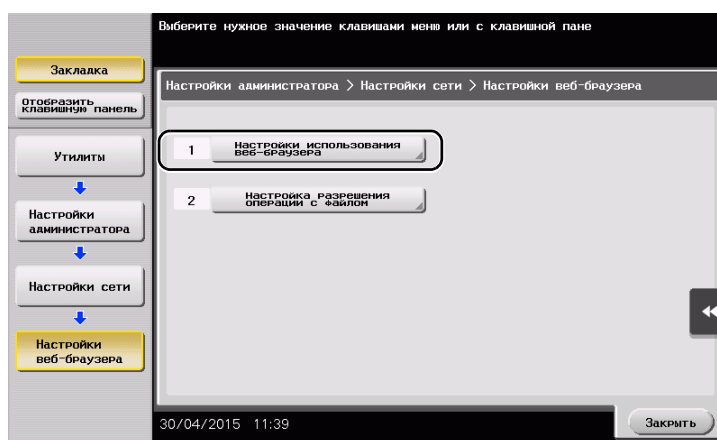 Выберите нужное значение клавишами меню или с клавишной пане
Закладка
Отобразить
клавишную панель
Настройки администратора > Настройки сети > Настройки веб-браузера
1 Настройки использования
веб-браузера
2 Настройка разрешения
операции с файлом
Утилиты
Настройки
администратора
Настройки сети
Настройки
веб-браузера
30/04/2015 11:39
Закрыть